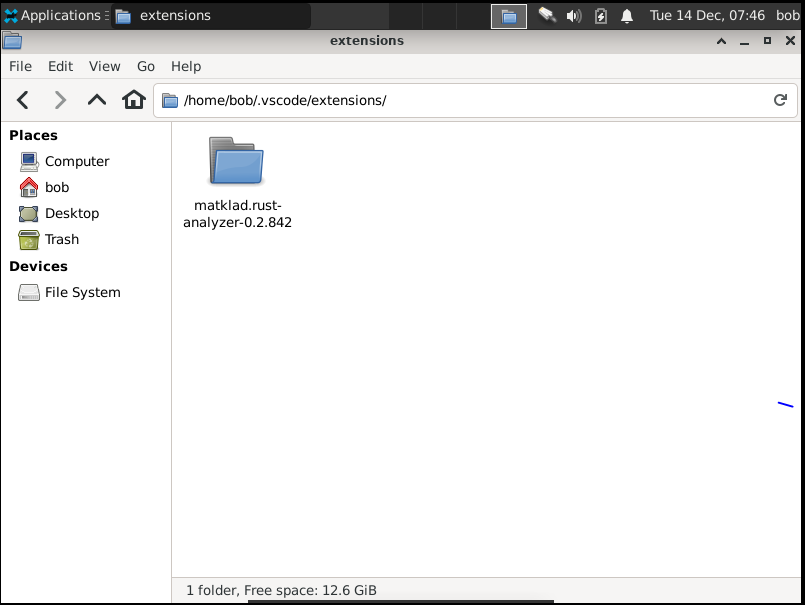 Applications
extensions
Tue 14 Dec, 07:46
bob
extensions
File Edit View Go Help
/home/bob/.vscode/extensions/
Places
Computer
bob
Desktop
Trash
Devices
File System
matklad.rust-
analyzer-0.2.842
1 folder, Free space: 12.6 GiB